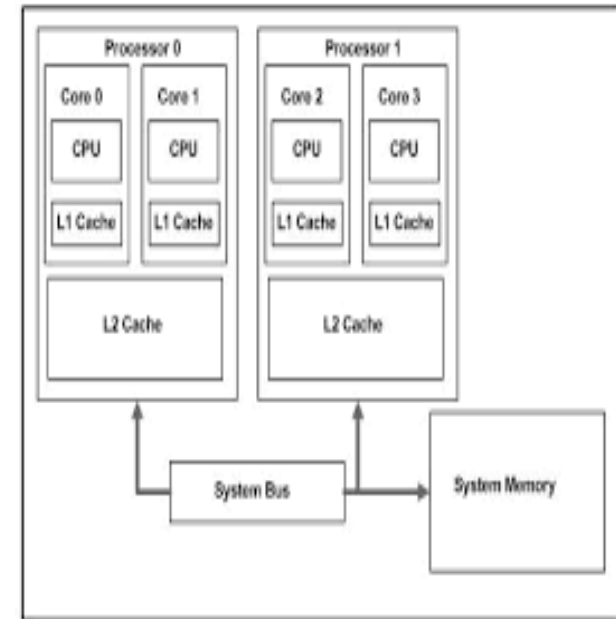 Processor 0
Processor 1
Core 0
Core 1
Core 2
Core 3
CPU
CPU
CPU
CPU
L1 Cache
L1 Cache
L1 Cache
L1 Cache
L2 Cache
L2 Cache
System Bus
System Memory